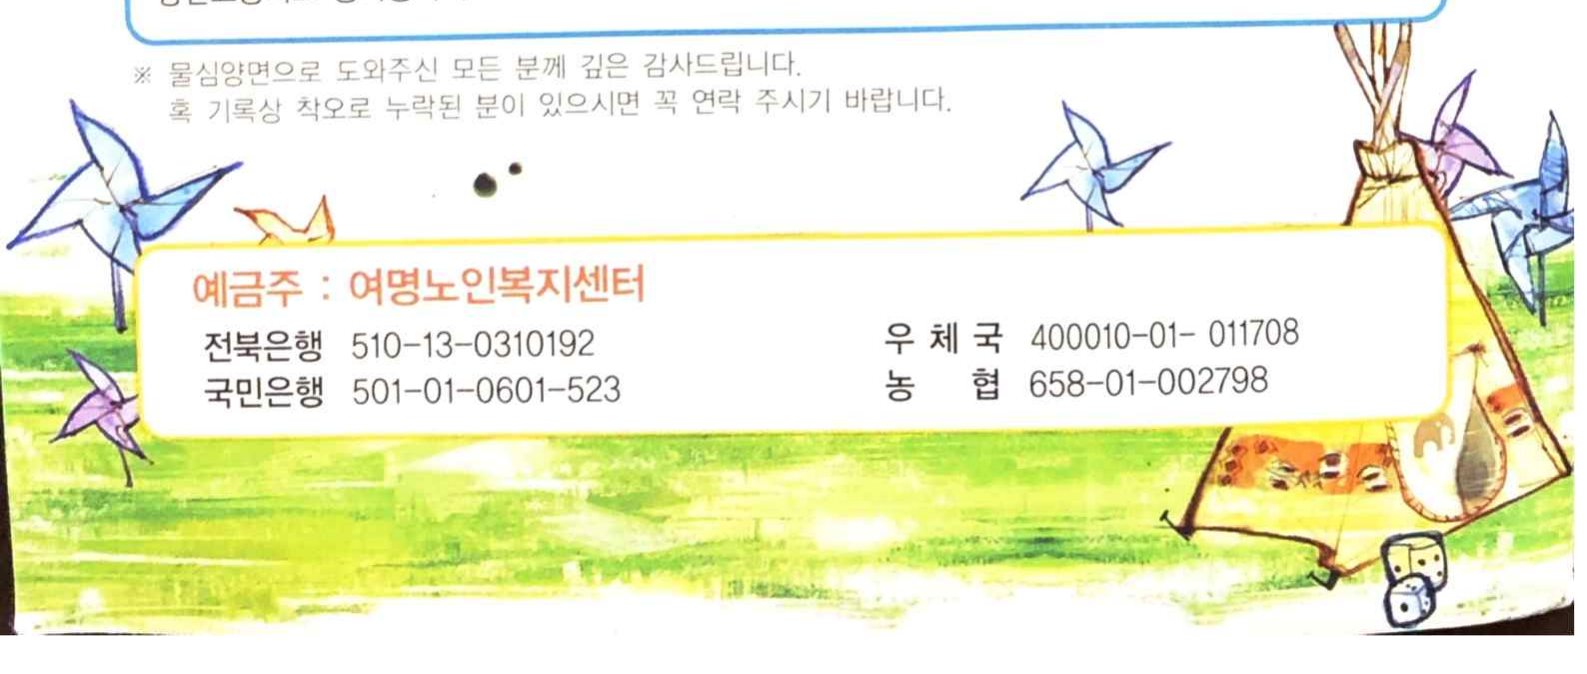 ※ 물심양면으로 도와주신 모든 분께 깊은 감사드립니다.
혹 기록상 착오로 누락된 분이 있으시면 꼭 연락 주시기 바랍니다.
예금주 : 여명노인복지센터
전북은행 510-13-0310192 우 체 국 400010-01- 011708
국민은행 501-01-0601-523 농 협 658-01-002798